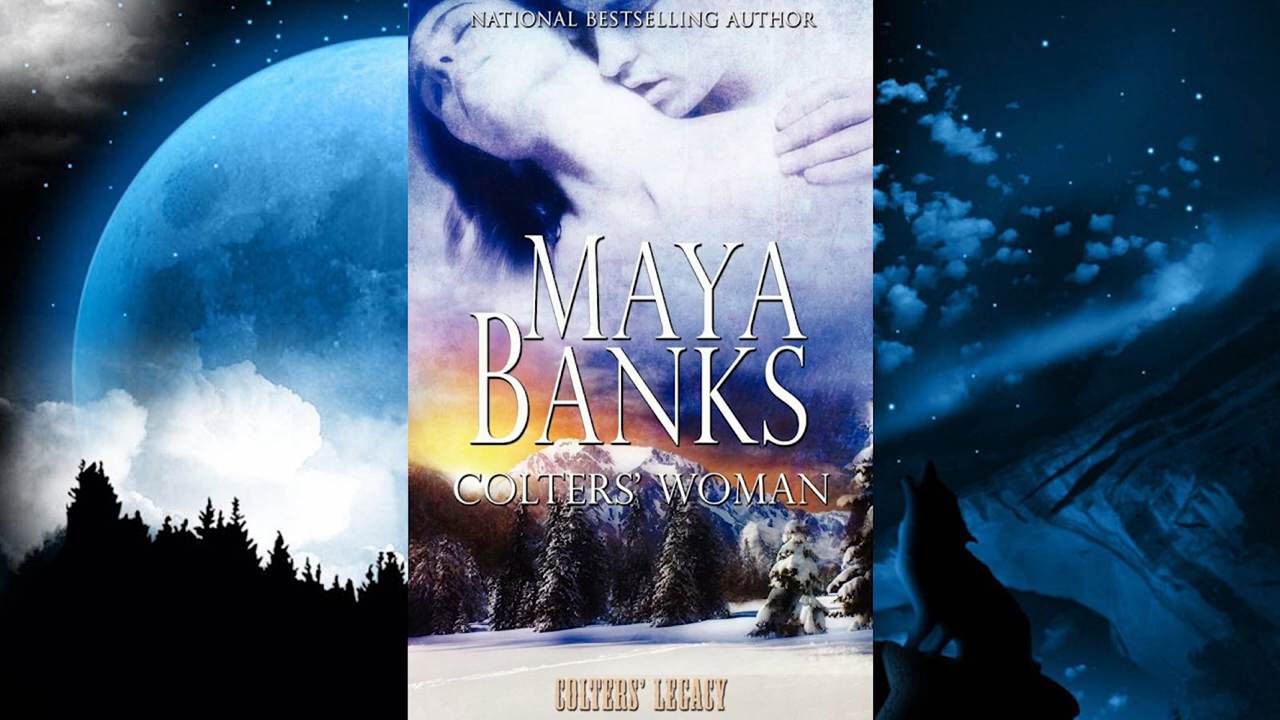 NATIONAL BESTSELLING AUTHOR
MAYA
BANKS
COLTERS' WOMAN
COLTERS' LEGACY